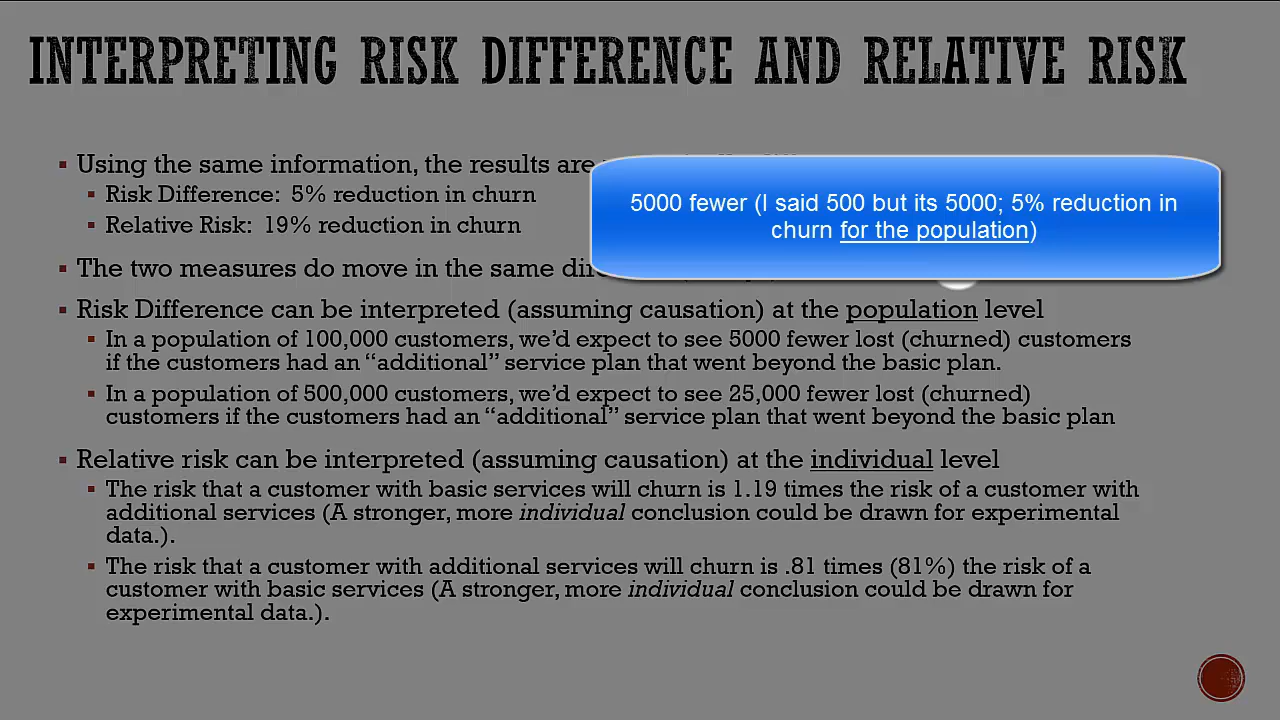 INTERPRETING RISK DIFFERENCE AND RELATIVE RISK
Using the same information, the results are
Risk Difference:  5% reduction in churn
Relative Risk:  19% reduction in churn
5000 fewer (I said 500 but its 5000; 5% reduction in
churn for the population)
The two measures do move in the same
Risk Difference can be interpreted (assuming causation) at the population level
In a population of 100,000 customers, we’d expect to see 5000 fewer lost (churned) customers
if the customers had an “additional” service plan that went beyond the basic plan.
In a population of 500,000 customers, we’d expect to see 25,000 fewer lost (churned)
customers if the customers had an “additional” service plan that went beyond the basic plan
Relative risk can be interpreted (assuming causation) at the individual level
The risk that a customer with basic services will churn is 1.19 times the risk of a customer with
additional services (A stronger, more individual conclusion could be drawn for experimental
data.).
The risk that a customer with additional services will churn is .81 times (81%) the risk of a
customer with basic services (A stronger, more individual conclusion could be drawn for
experimental data.).